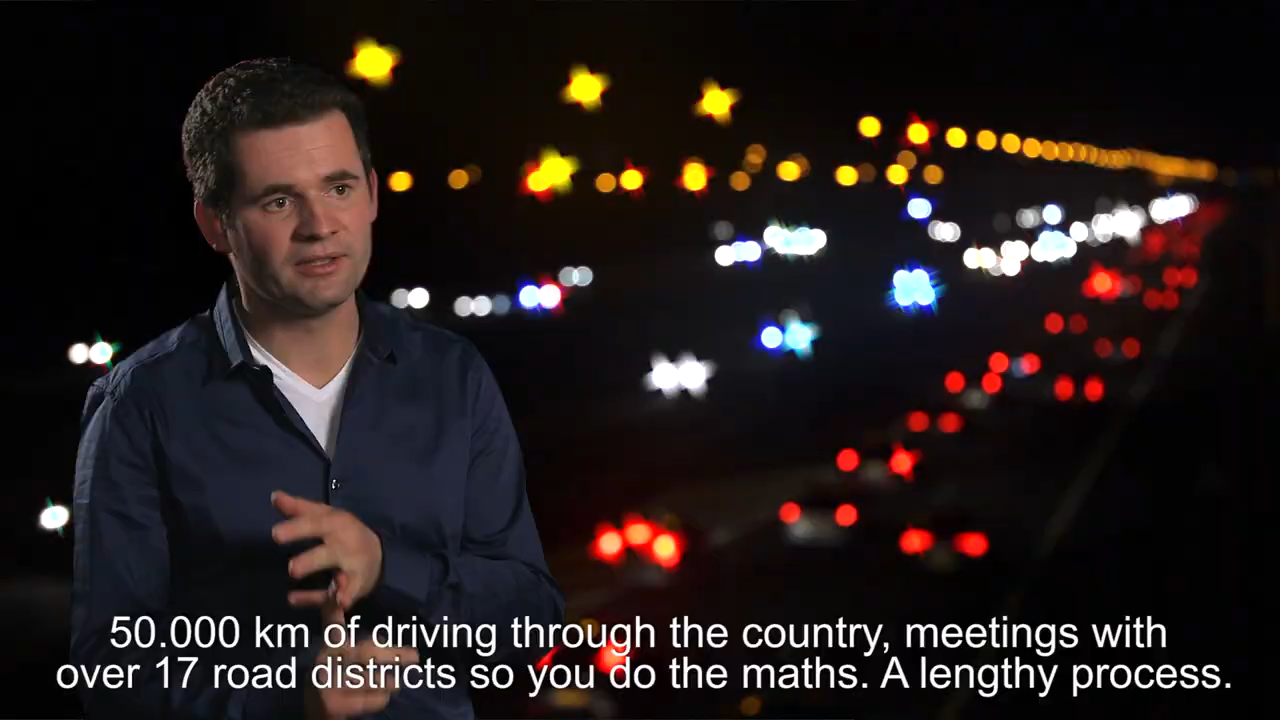 50.000 km of driving through the country, meetings with
over 17 road districts so you do the maths. A lengthy process.